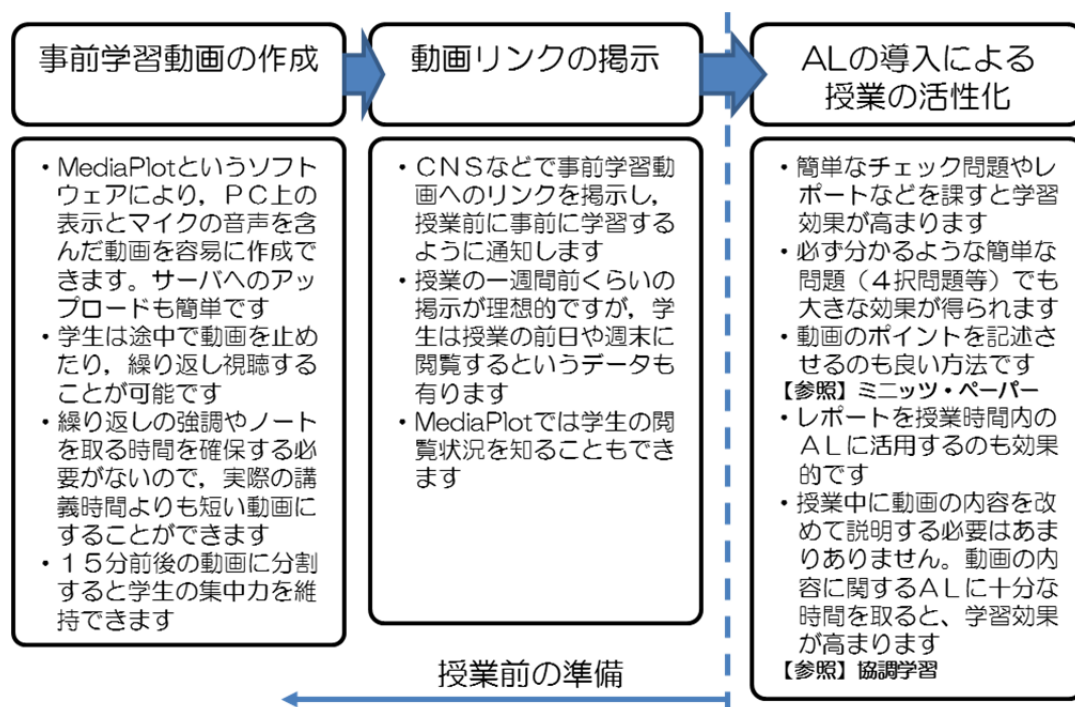 事前学習動画の作成
・MediaPlotというソフト
ウェアにより，ＰＣ上の
表示とマイクの音声を含
んだ動画を容易に作成で
きます。サーバへのアッ
プロードも簡単です
・学生は途中で動画を止め
たり，繰り返し視聴する
ことが可能です
・繰り返しの強調やノート
を取る時間を確保する必
要がないので，実際の講
義時間よりも短い動画に
することができます
・１５分前後の動画に分割
すると学生の集中力を維
持できます
動画リンクの掲示
・ＣＮＳなどで事前学習動
画へのリンクを掲示し，
授業前に事前に学習する
ように通知します
・授業の一週間前くらいの
掲示が理想的ですが，学
生は授業の前日や週末に
閲覧するというデータも
有ります
・MediaPlotでは学生の閲
覧状況を知ることもでき
ます
ALの導入による
授業の活性化
・簡単なチェック問題やレ
ポートなどを課すと学習
効果が高まります
・必ず分かるような簡単な
問題（４択問題等）でも
大きな効果が得られます
・動画のポイントを記述さ
せるのも良い方法です
【参照】ミニッツ・ペーパー
・レポートを授業時間内の
ＡＬに活用するのも効果
的です
・授業中に動画の内容を改
めて説明する必要はあま
りありません。動画の内
容に関するＡＬに十分な
時間を取ると、学習効果
が高まります
【参照】協調学習
授業前の準備